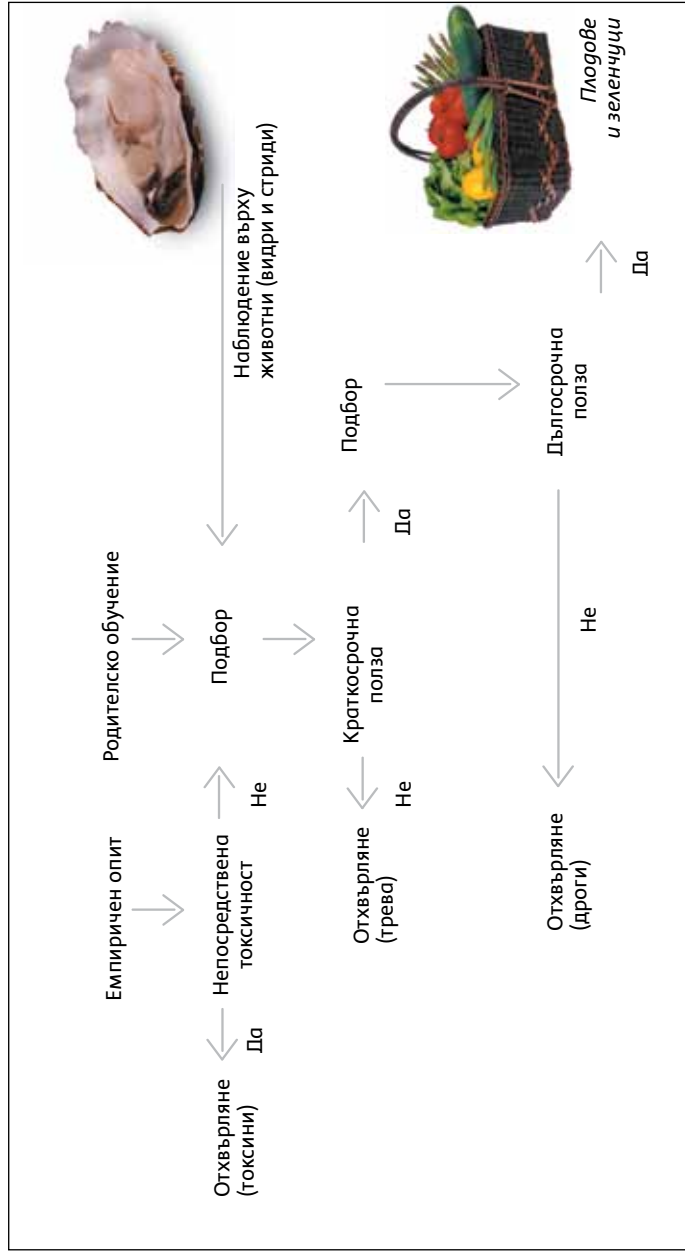 Емпиричен опит
Родителско обучение
Отхвърляне
(токсини)
Да
Непосредствена
токсичност
Не
Подбор
Наблюдение върху
животни (видри и стриди)
Отхвърляне
(трева)
Не
Краткосрочна
полза
Да
Подбор
Отхвърляне
(дроги)
Не
Дългосрочна
полза
Да
Плодове
и зеленчуци